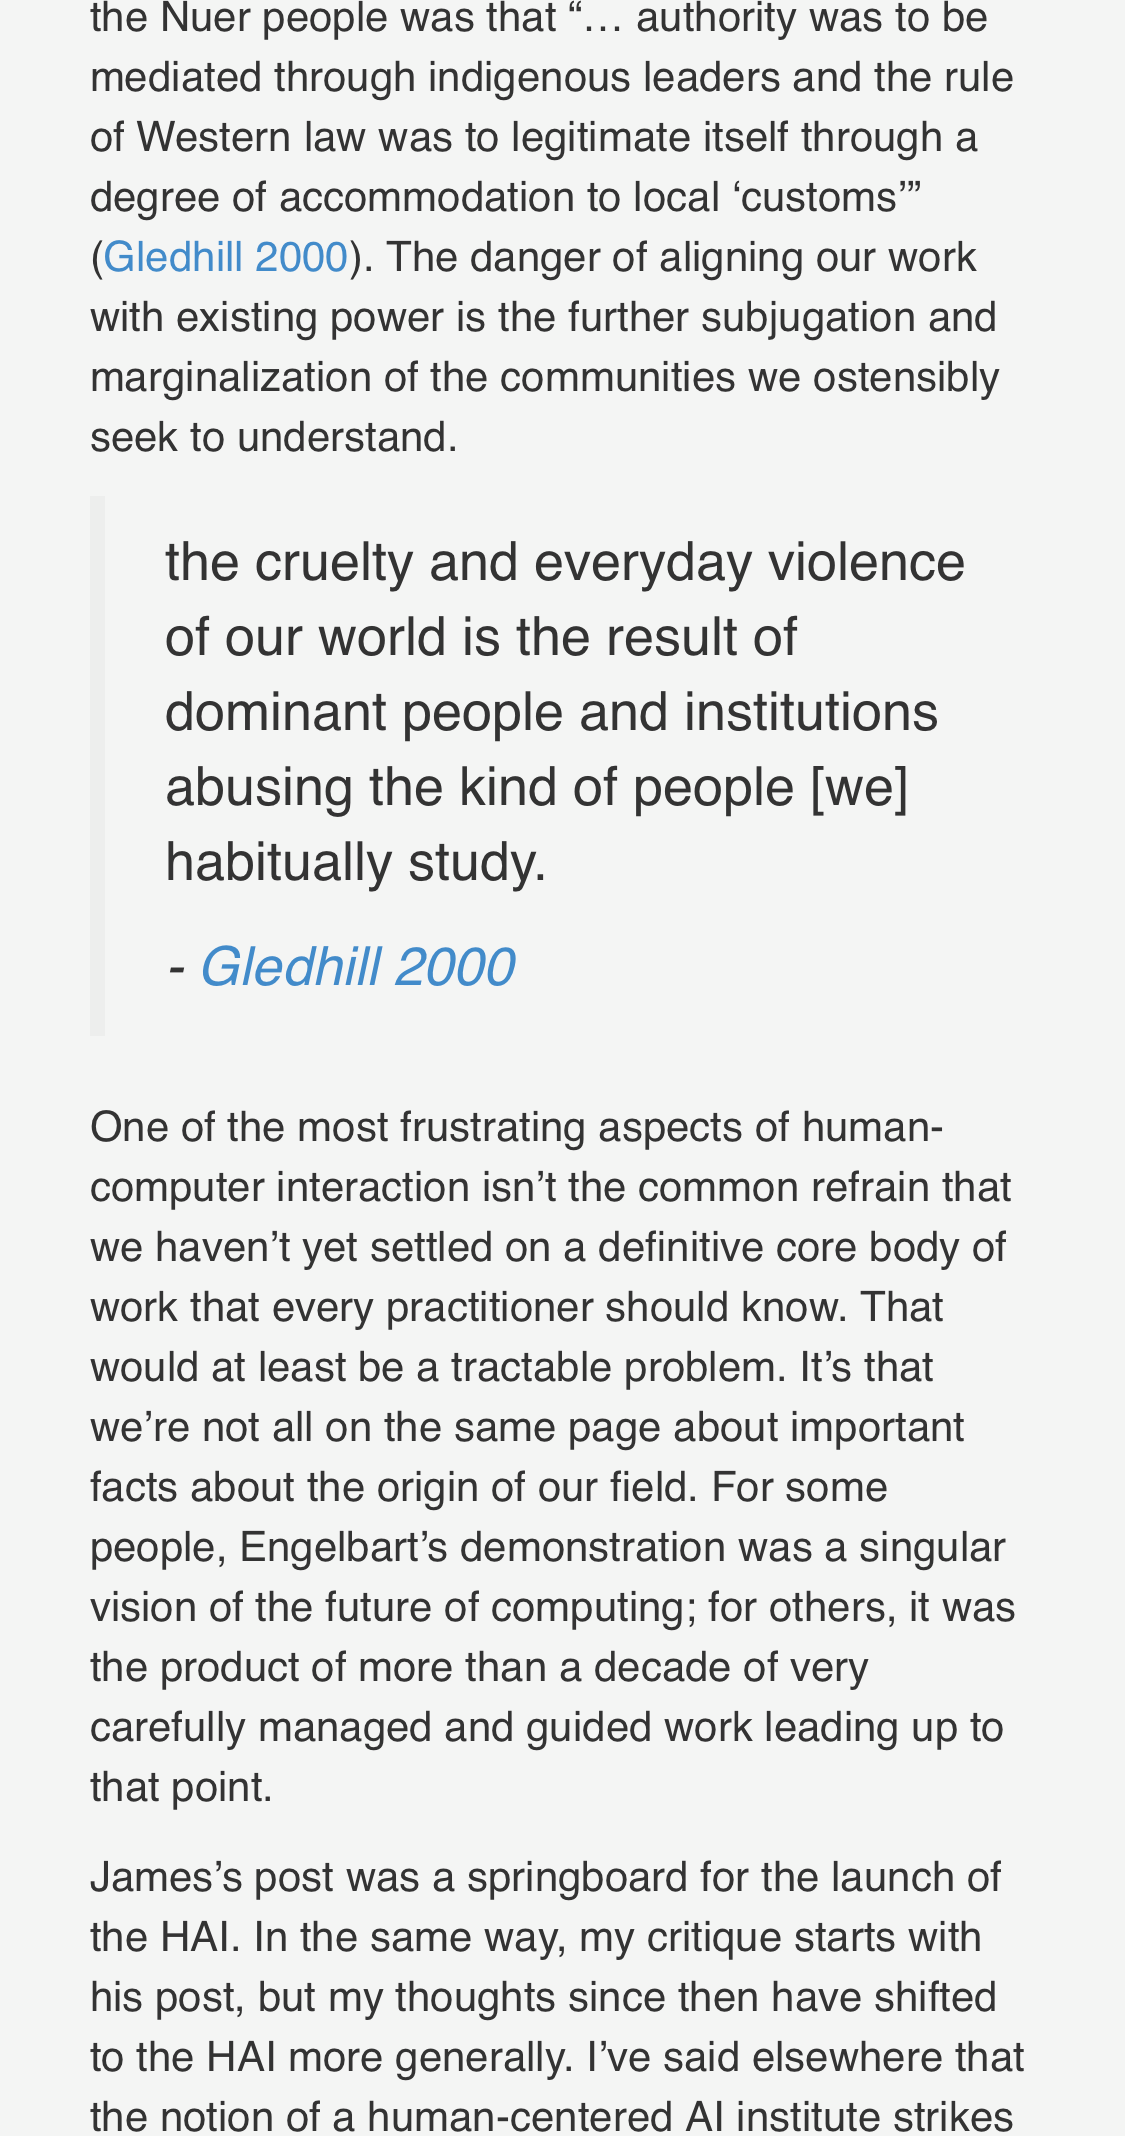 the Nuer people was that “… authority was to be
mediated through indigenous leaders and the rule
of Western law was to legitimate itself through a
degree of accommodation to local ‘customs’”
(Gledhill 2000). The danger of aligning our work
with existing power is the further subjugation and
marginalization of the communities we ostensibly
seek to understand.
the cruelty and everyday violence
of our world is the result of
dominant people and institutions
abusing the kind of people [we]
habitually study.
- Gledhill 2000
One of the most frustrating aspects of human-
computer interaction isn’t the common refrain that
we haven’t yet settled on a definitive core body of
work that every practitioner should know. That
would at least be a tractable problem. It’s that
we’re not all on the same page about important
facts about the origin of our field. For some
people, Engelbart’s demonstration was a singular
vision of the future of computing; for others, it was
the product of more than a decade of very
carefully managed and guided work leading up to
that point.
James’s post was a springboard for the launch of
the HAI. In the same way, my critique starts with
his post, but my thoughts since then have shifted
to the HAI more generally. I’ve said elsewhere that
the notion of a human-centered AI institute strikes